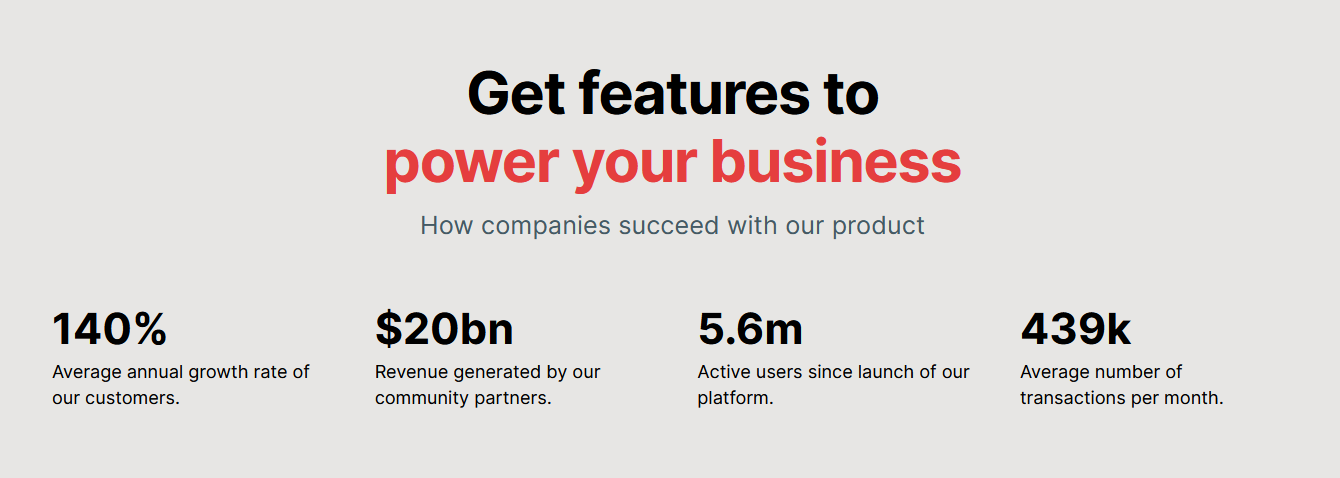 Get features to
power your business
How companies succeed with our product
140%
Average annual growth rate of
our customers.
$20bn
Revenue generated by our
community partners.
5.6m
Active users since launch of our
platform.
439k
Average number of
transactions per month.